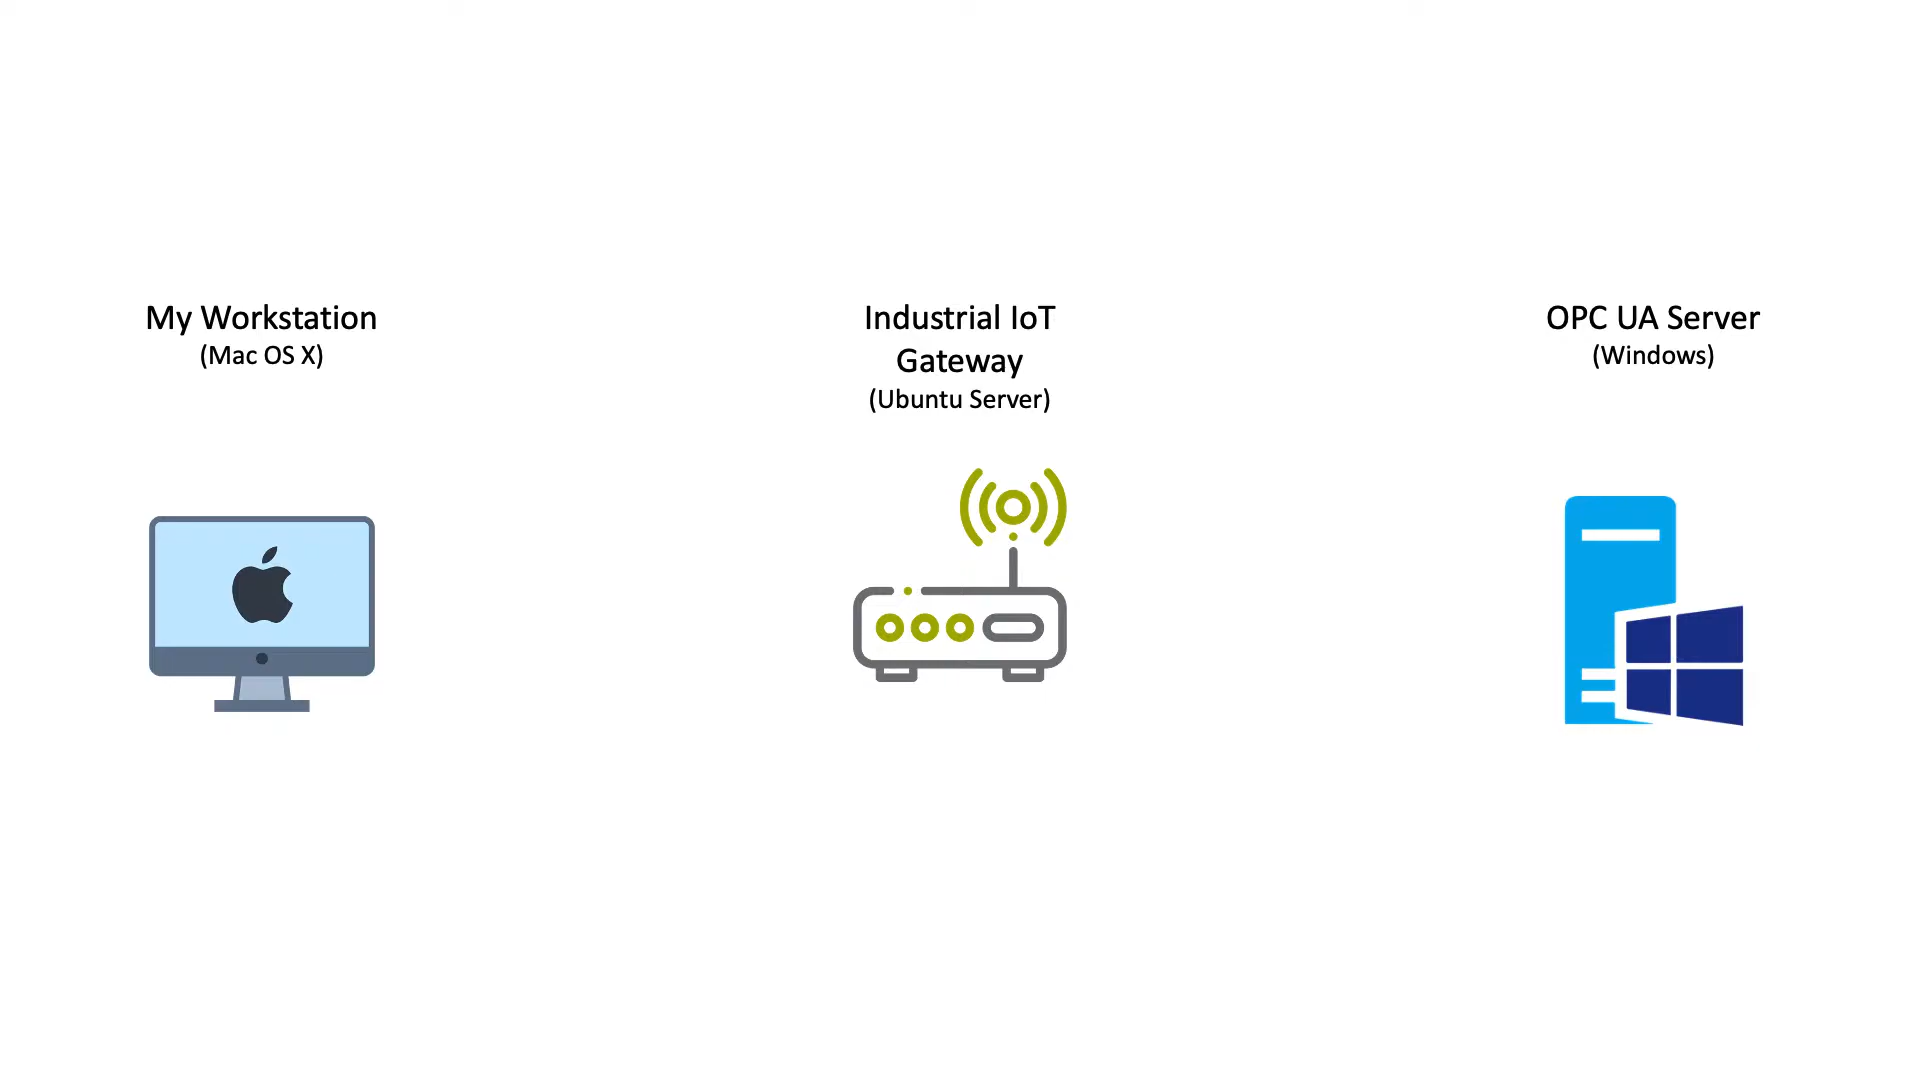 My Workstation
(Mac OS X)
Industrial IoT
Gateway
(Ubuntu Server)
OPC UA Server
(Windows)